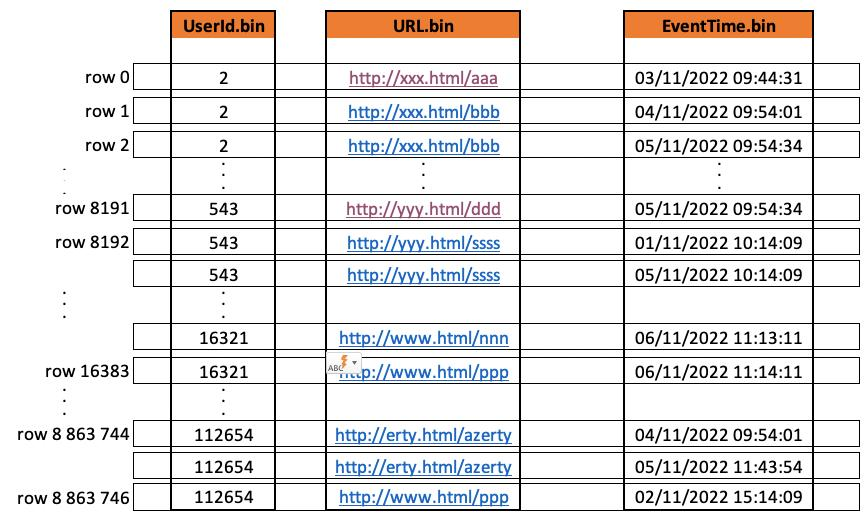 UserId.bin URL.bin EventTime.bin
row 0 2 http://xxx.html/aaa 03/11/2022 09:44:31
row 1 2 http://xxx.html/bbb 04/11/2022 09:54:01
row 2 2 http://xxx.html/bbb 05/11/2022 09:54:34
row 8191 543 http://yyy.html/ddd 05/11/2022 09:54:34
row 8192 543 http://yyy.html/ssss 01/11/2022 10:14:09
543 http://yyy.html/ssss 05/11/2022 10:14:09
16321 http://www.html/nnn 06/11/2022 11:13:11
row 16383 16321 http://www.html/ppp 06/11/2022 11:14:11
ABC
row 8 863 744 112654 http://erty.html/azerty 04/11/2022 09:54:01
112654 http://erty.html/azerty 05/11/2022 11:43:54
row 8 863 746 112654 http://www.html/ppp 02/11/2022 15:14:09